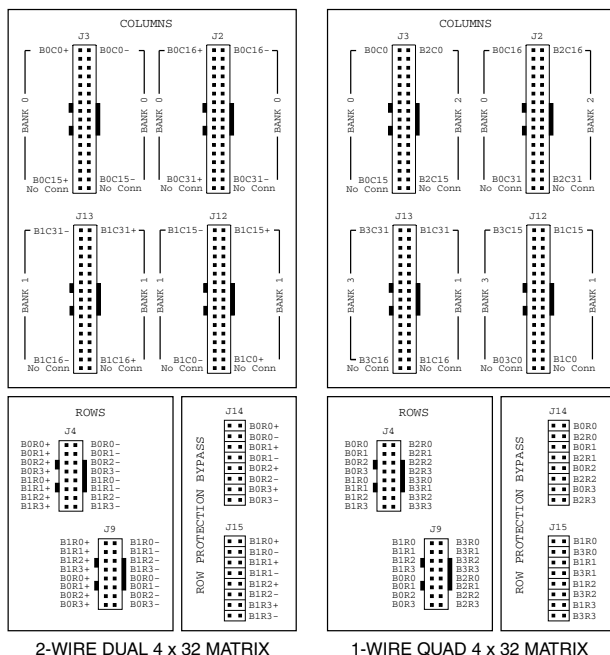 COLUMNS
J3 J2
B0C0+ B0C0- B0C16+ B0C16-
BANK 0 BANK 0 BANK 0 BANK 0
B0C15+ B0C15- B0C31+ B0C31-
No Conn No Conn No Conn No Conn
J13 J12
B1C31- B1C31+ B1C15- B1C15+
BANK 1 BANK 1 BANK 1 BANK 1
B1C16- B1C16+ B1C0- B1C0+
No Conn No Conn No Conn No Conn
ROWS
J4
B0R0+ B0R0-
B0R1+ B0R1-
B0R2+ B0R2-
B0R3+ B0R3-
B1R0+ B1R0-
B1R1+ B1R1-
B1R2+ B1R2-
B1R3+ B1R3-
J9
B1R0+ B1R0-
B1R1+ B1R1-
B1R2+ B1R2-
B1R3+ B1R3-
B0R0+ B0R0-
B0R1+ B0R1-
B0R2+ B0R2-
B0R3+ B0R3-
ROW PROTECTION BYPASS
J14
B0R0+
B0R0-
B0R1+
B0R1-
B0R2+
B0R2-
B0R3+
B0R3-
J15
B1R0+
B1R0-
B1R1+
B1R1-
B1R2+
B1R2-
B1R3+
B1R3-
2-WIRE DUAL 4 x 32 MATRIX
COLUMNS
J3 J2
B0C0 B2C0 B0C16 B2C16
BANK 0 BANK 2 BANK 0 BANK 2
B0C15 B2C15 B0C31 B2C31
No Conn No Conn No Conn No Conn
J13 J12
B3C31 B1C31 B3C15 B1C15
BANK 3 BANK 1 BANK 3 BANK 1
B3C16 B1C16 B03C0 B1C0
No Conn No Conn No Conn No Conn
ROWS
J4
B0R0 B2R0
B0R1 B2R1
B0R2 B2R2
B0R3 B2R3
B1R0 B3R0
B1R1 B3R1
B1R2 B3R2
B1R3 B3R3
J9
B1R0 B3R0
B1R1 B3R1
B1R2 B3R2
B1R3 B3R3
B0R0 B2R0
B0R1 B2R1
B0R2 B2R2
B0R3 B2R3
ROW PROTECTION BYPASS
J14
B0R0
B2R0
B0R1
B2R1
B0R2
B2R2
B0R3
B2R3
J15
B1R0
B3R0
B1R1
B3R1
B1R2
B3R2
B1R3
B3R3
1-WIRE QUAD 4 x 32 MATRIX